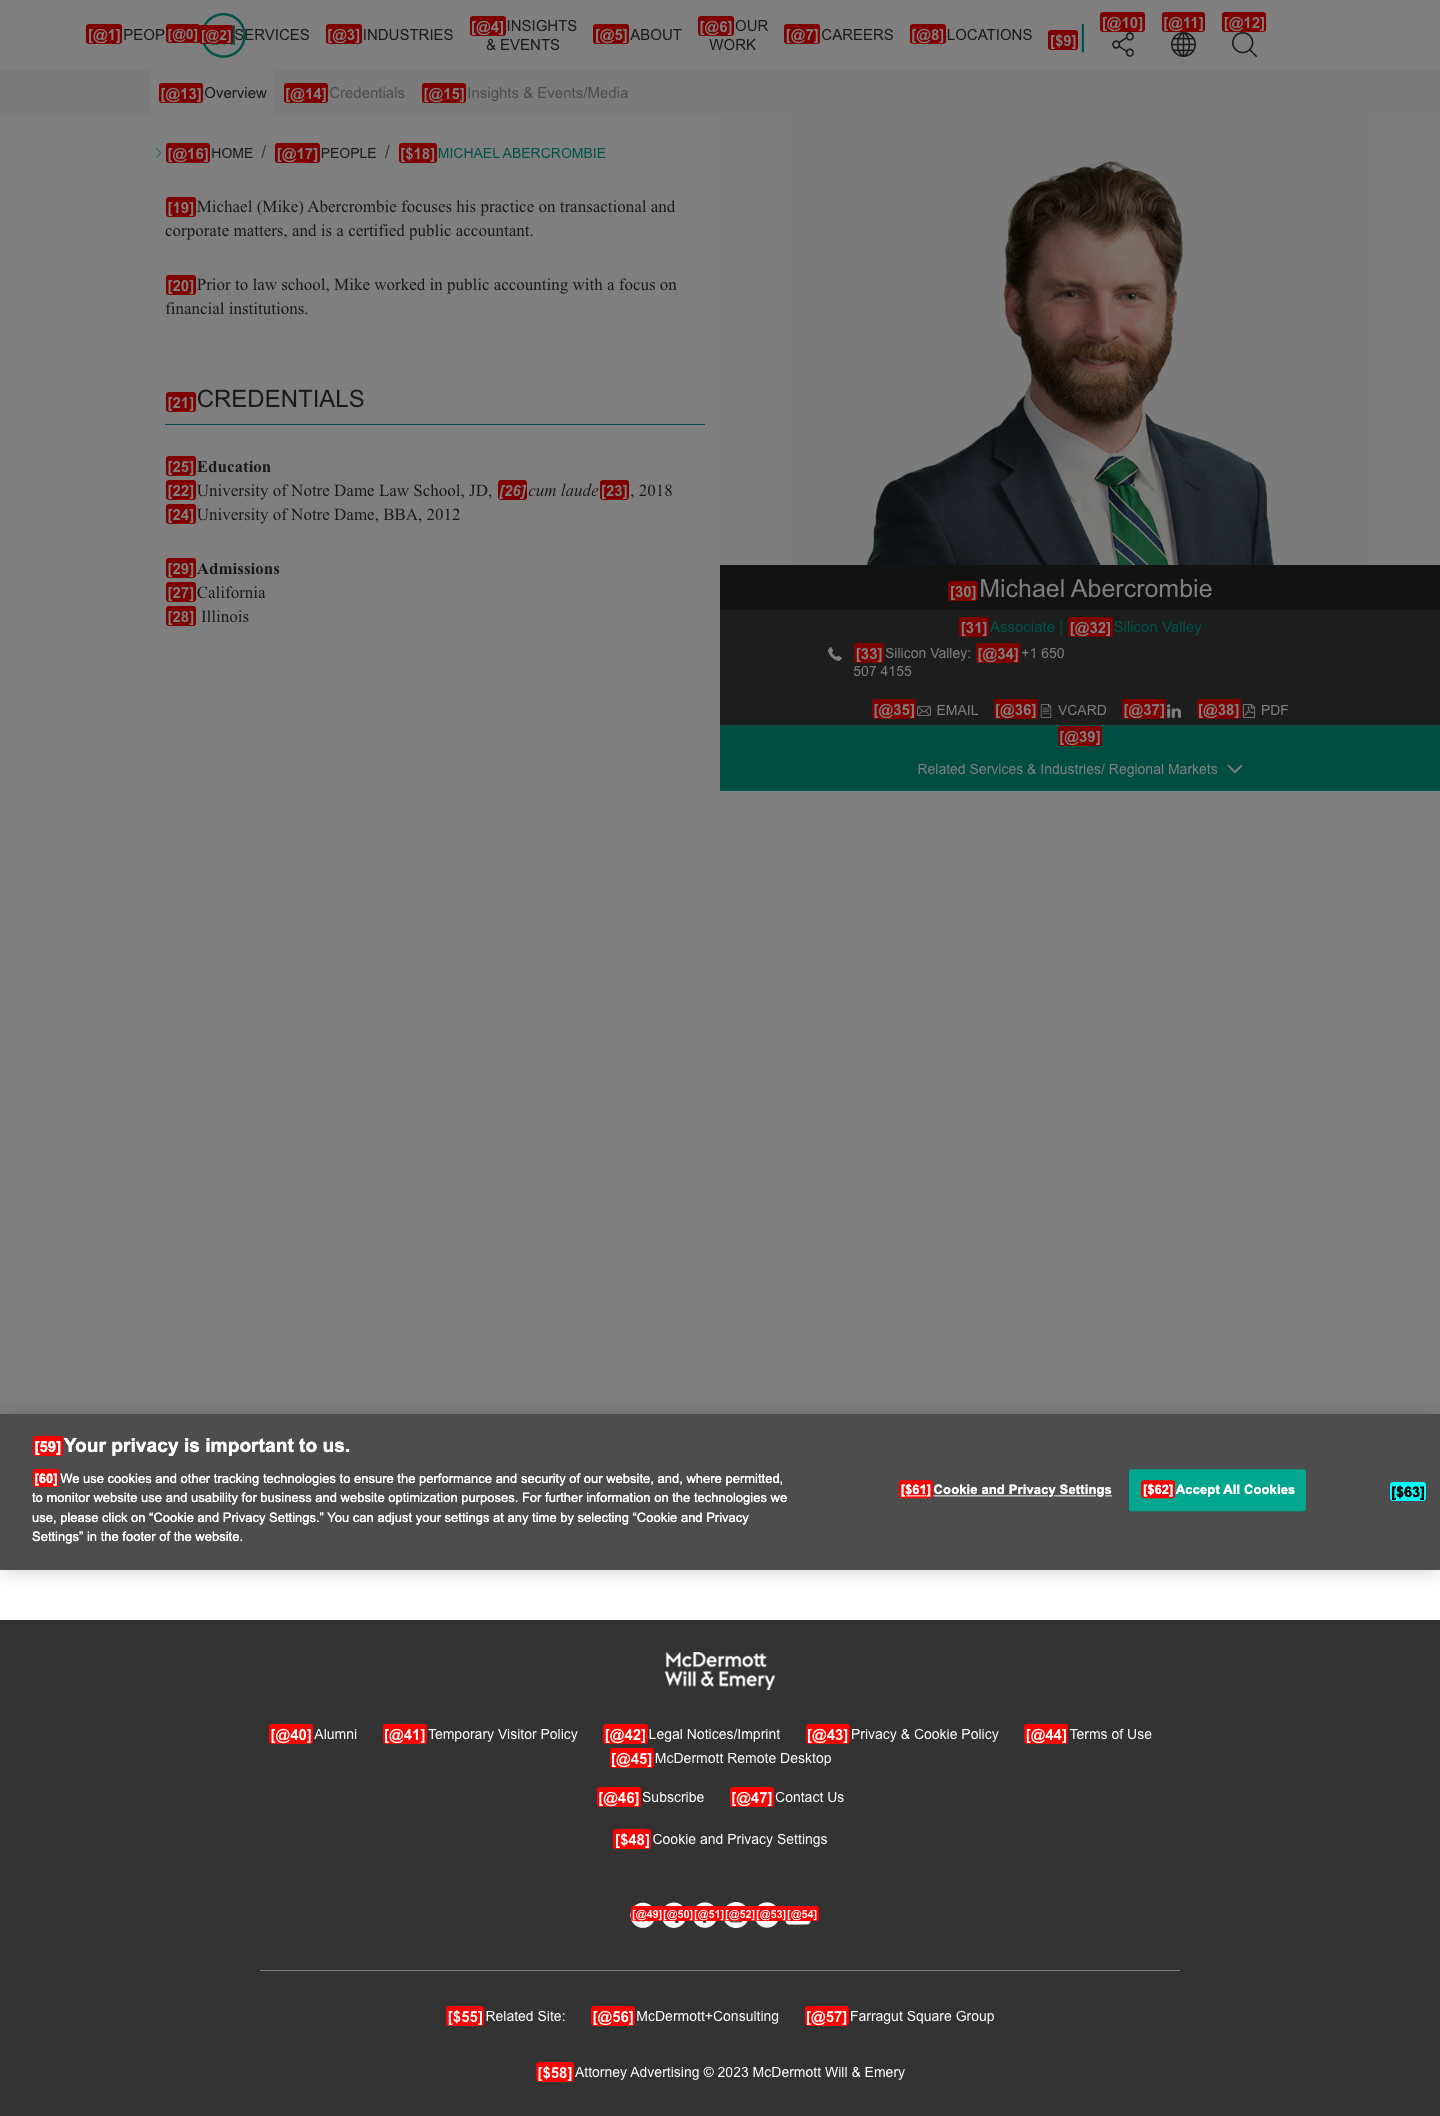 [@1]PEOP[@0][@2]SERVICES [@3]INDUSTRIES [@4]INSIGHTS & EVENTS [@5]ABOUT [@6]OUR WORK [@7]CAREERS [@8]LOCATIONS [$9] [@10] [@11] [@12]
[@13]Overview [@14]Credentials [@15]Insights & Events/Media
[@16]HOME / [@17]PEOPLE / [$18]MICHAEL ABERCROMBIE
[19]Michael (Mike) Abercrombie focuses his practice on transactional and
corporate matters, and is a certified public accountant.
[20]Prior to law school, Mike worked in public accounting with a focus on
financial institutions.
[21]CREDENTIALS
[25]Education
[22]University of Notre Dame Law School, JD, [26]cum laude[23], 2018
[24]University of Notre Dame, BBA, 2012
[29]Admissions
[27]California
[28] Illinois
[30]Michael Abercrombie
[31]Associate | [@32]Silicon Valley
[33]Silicon Valley: [@34]+1 650
507 4155
[@35] EMAIL [@36] VCARD [@37]in [@38] PDF
[@39]
Related Services & Industries/ Regional Markets
[59]Your privacy is important to us.
[60]We use cookies and other tracking technologies to ensure the performance and security of our website, and, where permitted,
to monitor website use and usability for business and website optimization purposes. For further information on the technologies we
use, please click on “Cookie and Privacy Settings.” You can adjust your settings at any time by selecting “Cookie and Privacy
Settings” in the footer of the website.
[$61]Cookie and Privacy Settings [$62]Accept All Cookies [$63]
McDermott
Will & Emery
[@40]Alumni [@41]Temporary Visitor Policy [@42]Legal Notices/Imprint [@43]Privacy & Cookie Policy [@44]Terms of Use
[@45]McDermott Remote Desktop
[@46]Subscribe [@47]Contact Us
[$48]Cookie and Privacy Settings
[@49][@50][@51][@52][@53][@54]
[$55]Related Site: [@56]McDermott+Consulting [@57]Farragut Square Group
[$58]Attorney Advertising © 2023 McDermott Will & Emery